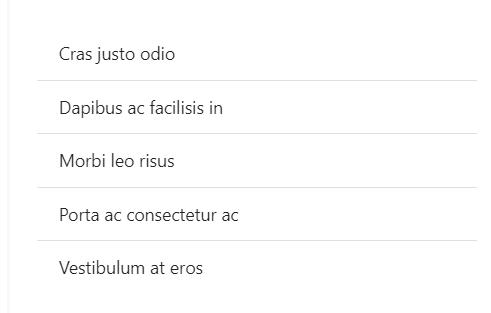 Cras justo odio
Dapibus ac facilisis in
Morbi leo risus
Porta ac consectetur ac
Vestibulum at eros